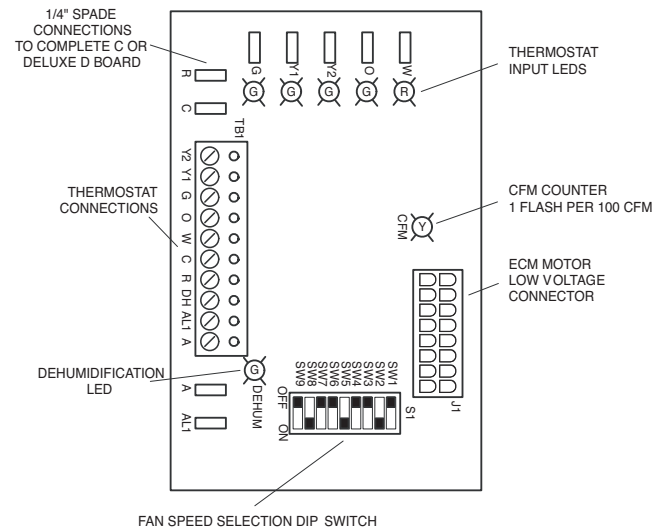 1/4" SPADE
CONNECTIONS
TO COMPLETE C OR
DELUXE D BOARD
G
Y1
Y2
O
W
G
G
G
G
R
THERMOSTAT
INPUT LEDS
R
C
TB1
Y2
Y1
G
O
W
C
R
DH
AL1
A
THERMOSTAT
CONNECTIONS
CFM
Y
CFM COUNTER
1 FLASH PER 100 CFM
ECM MOTOR
LOW VOLTAGE
CONNECTOR
J1
DEHUMIDIFICATION
LED
G
DEHUM
A
AL1
SW9
SW8
SW7
SW6
SW5
SW4
SW3
SW2
SW1
OFF
ON
S1
FAN SPEED SELECTION DIP SWITCH